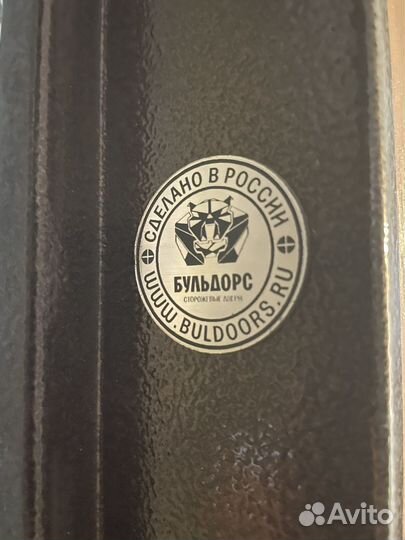 СДЕЛАНО В РОССИИ
БУЛЬДОРС
СТОРОЖЕВЫЕ ДВЕРИ
WWW.BULDOORS.RU
Avito